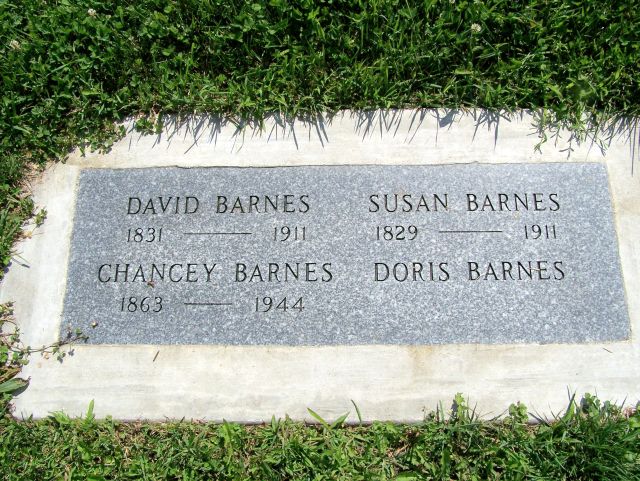 DAVID BARNES
1831 — 1911
SUSAN BARNES
1829 — 1911
CHANCEY BARNES
1863 — 1944
DORIS BARNES